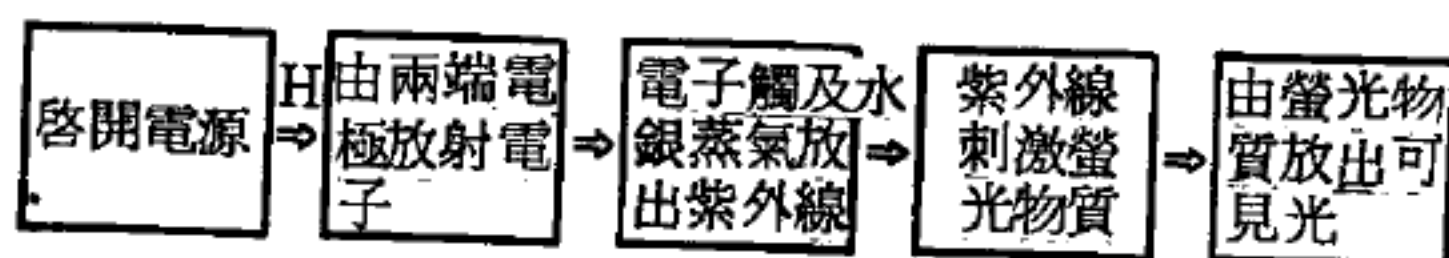 啓開電源
H
⇒
由兩端電
極放射電
子
⇒
電子觸及水
銀蒸氣放
出紫外線
⇒
紫外線
刺激螢
光物質
⇒
由螢光物
質放出可
見光